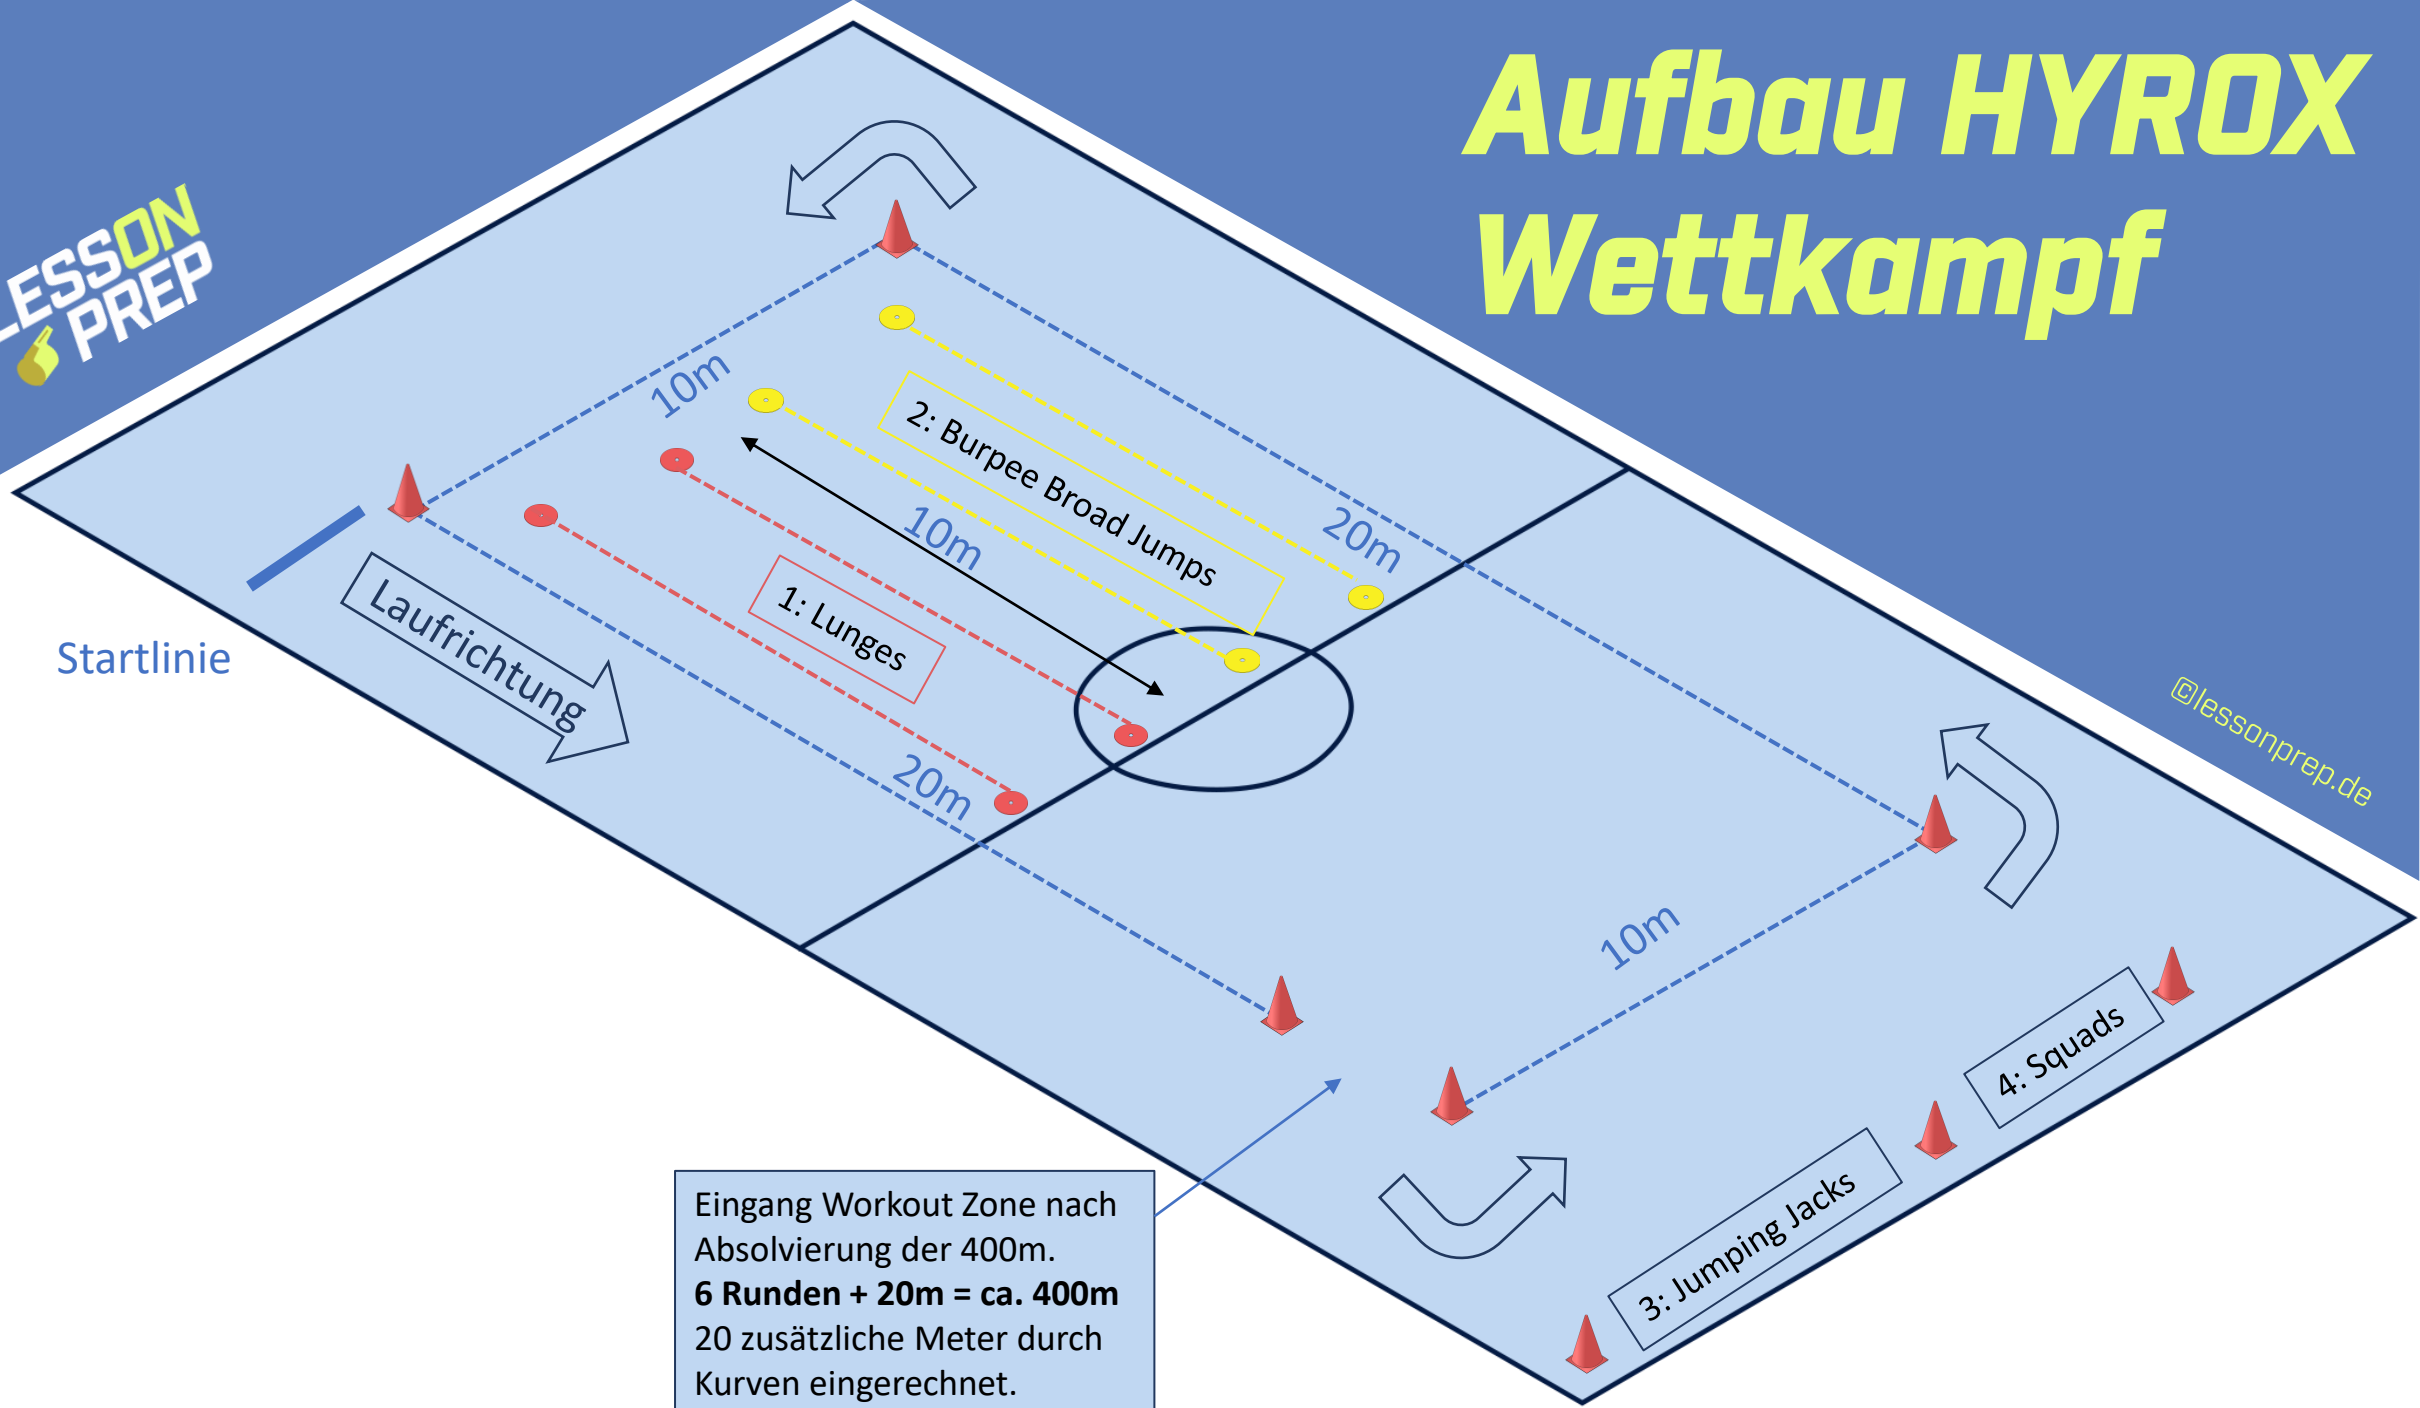 Aufbau HYROX
Wettkampf
LESSON
PREP
10m
2: Burpee Broad Jumps
10m
20m
1: Lunges
Laufrichtung
Startlinie
20m
©lessonprep.de
10m
4: Squads
3: Jumping Jacks
Eingang Workout Zone nach
Absolvierung der 400m.
6 Runden + 20m = ca. 400m
20 zusätzliche Meter durch
Kurven eingerechnet.